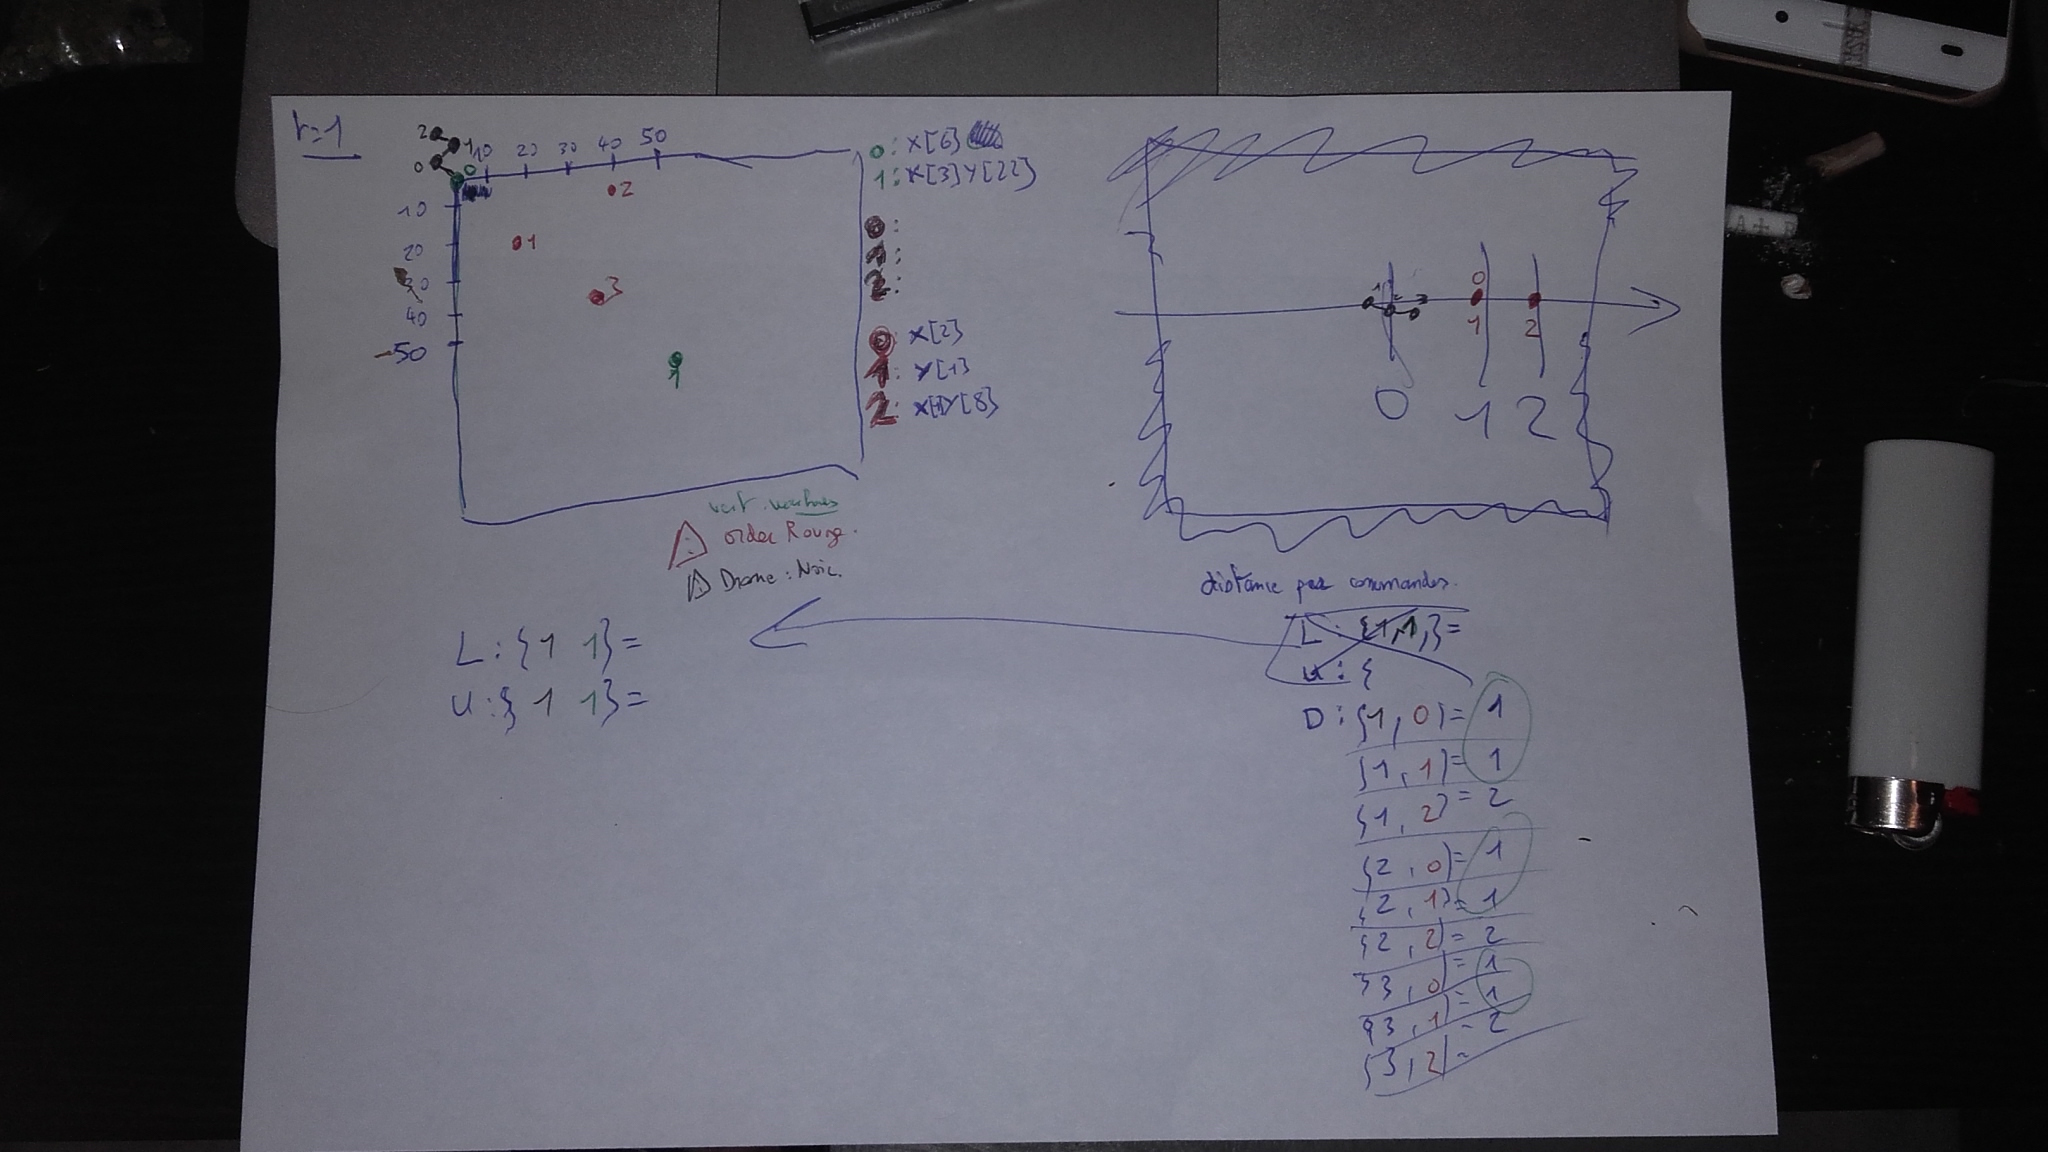 Made in France
r=1
2
1
0
0
10 20 30 40 50
10
20
30
40
50
2
1
3
1
0: X[6]
1: X[3]Y[22]
0:
1:
2:
0: X[2]
1: Y[1]
2:
vert:
order Rouge.
Drone: Noir.
L:{1 1}=
U:{1 1}=
0
1
2
0
1 2
distance par commandes.
L: {1,1,}=
U: {
D: {1,0}= 1
{1,1}= 1
{1,2}= 2
{2,0}= 1
{2,1}= 1
{2,2}= 2
{3,0}= 1
{3,1}= 1
{3,2}= 2